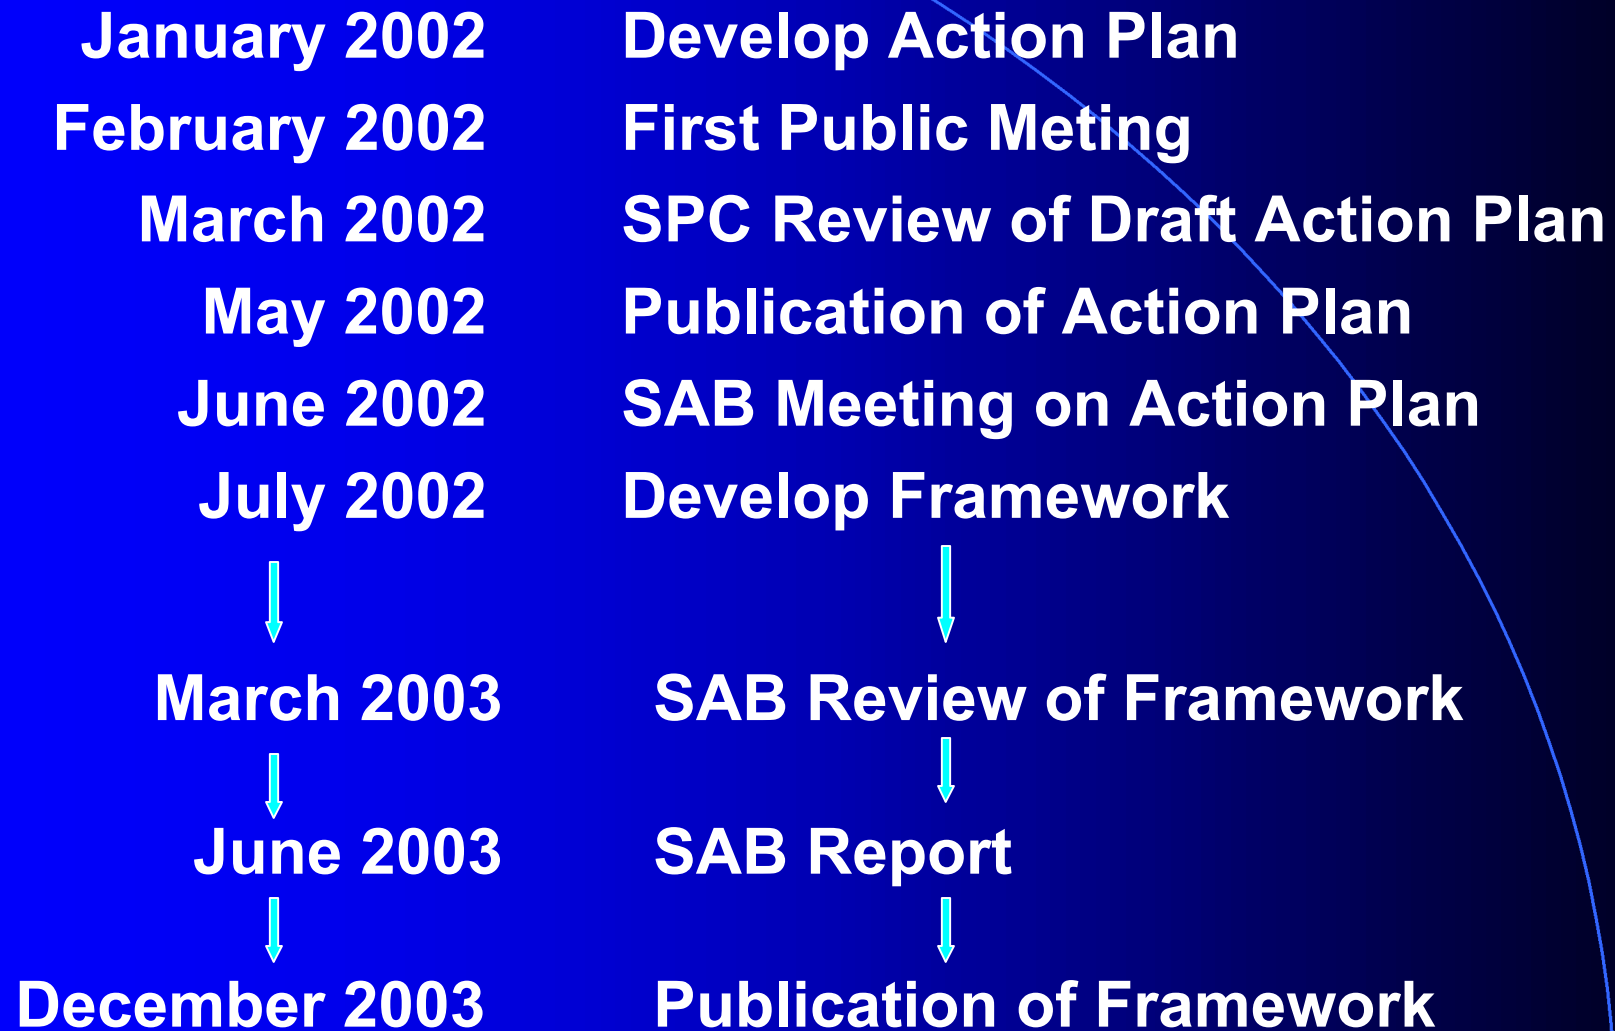 January 2002 Develop Action Plan
February 2002 First Public Meting
March 2002 SPC Review of Draft Action Plan
May 2002 Publication of Action Plan
June 2002 SAB Meeting on Action Plan
July 2002 Develop Framework
March 2003 SAB Review of Framework
June 2003 SAB Report
December 2003 Publication of Framework